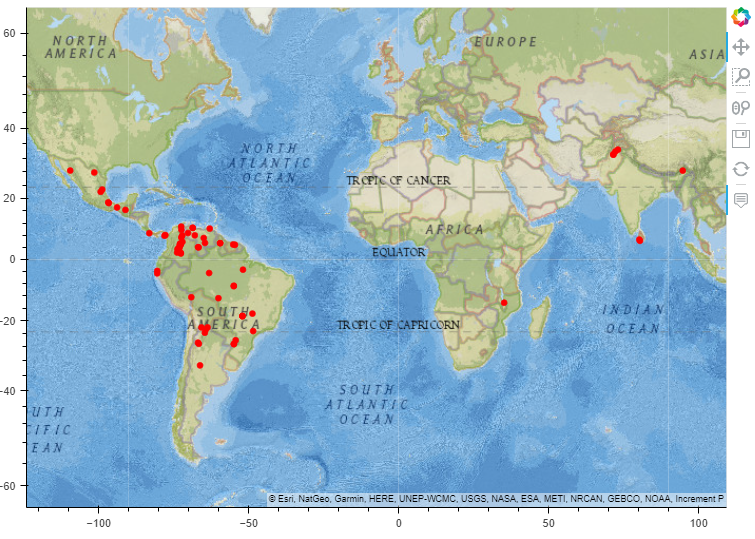 60
40
20
0
−20
−40
−60
−100
−50
0
50
100
NORTH
AMERICA
EUROPE
ASIA
NORTH
ATLANTIC
OCEAN
TROPIC OF CANCER
AFRICA
EQUATOR
SOUTH
AMERICA
TROPIC OF CAPRICORN
INDIAN
OCEAN
SOUTH
ATLANTIC
OCEAN
UTH
CIFIC
EAN
© Esri, NatGeo, Garmin, HERE, UNEP-WCMC, USGS, NASA, ESA, METI, NRCAN, GEBCO, NOAA, Increment P